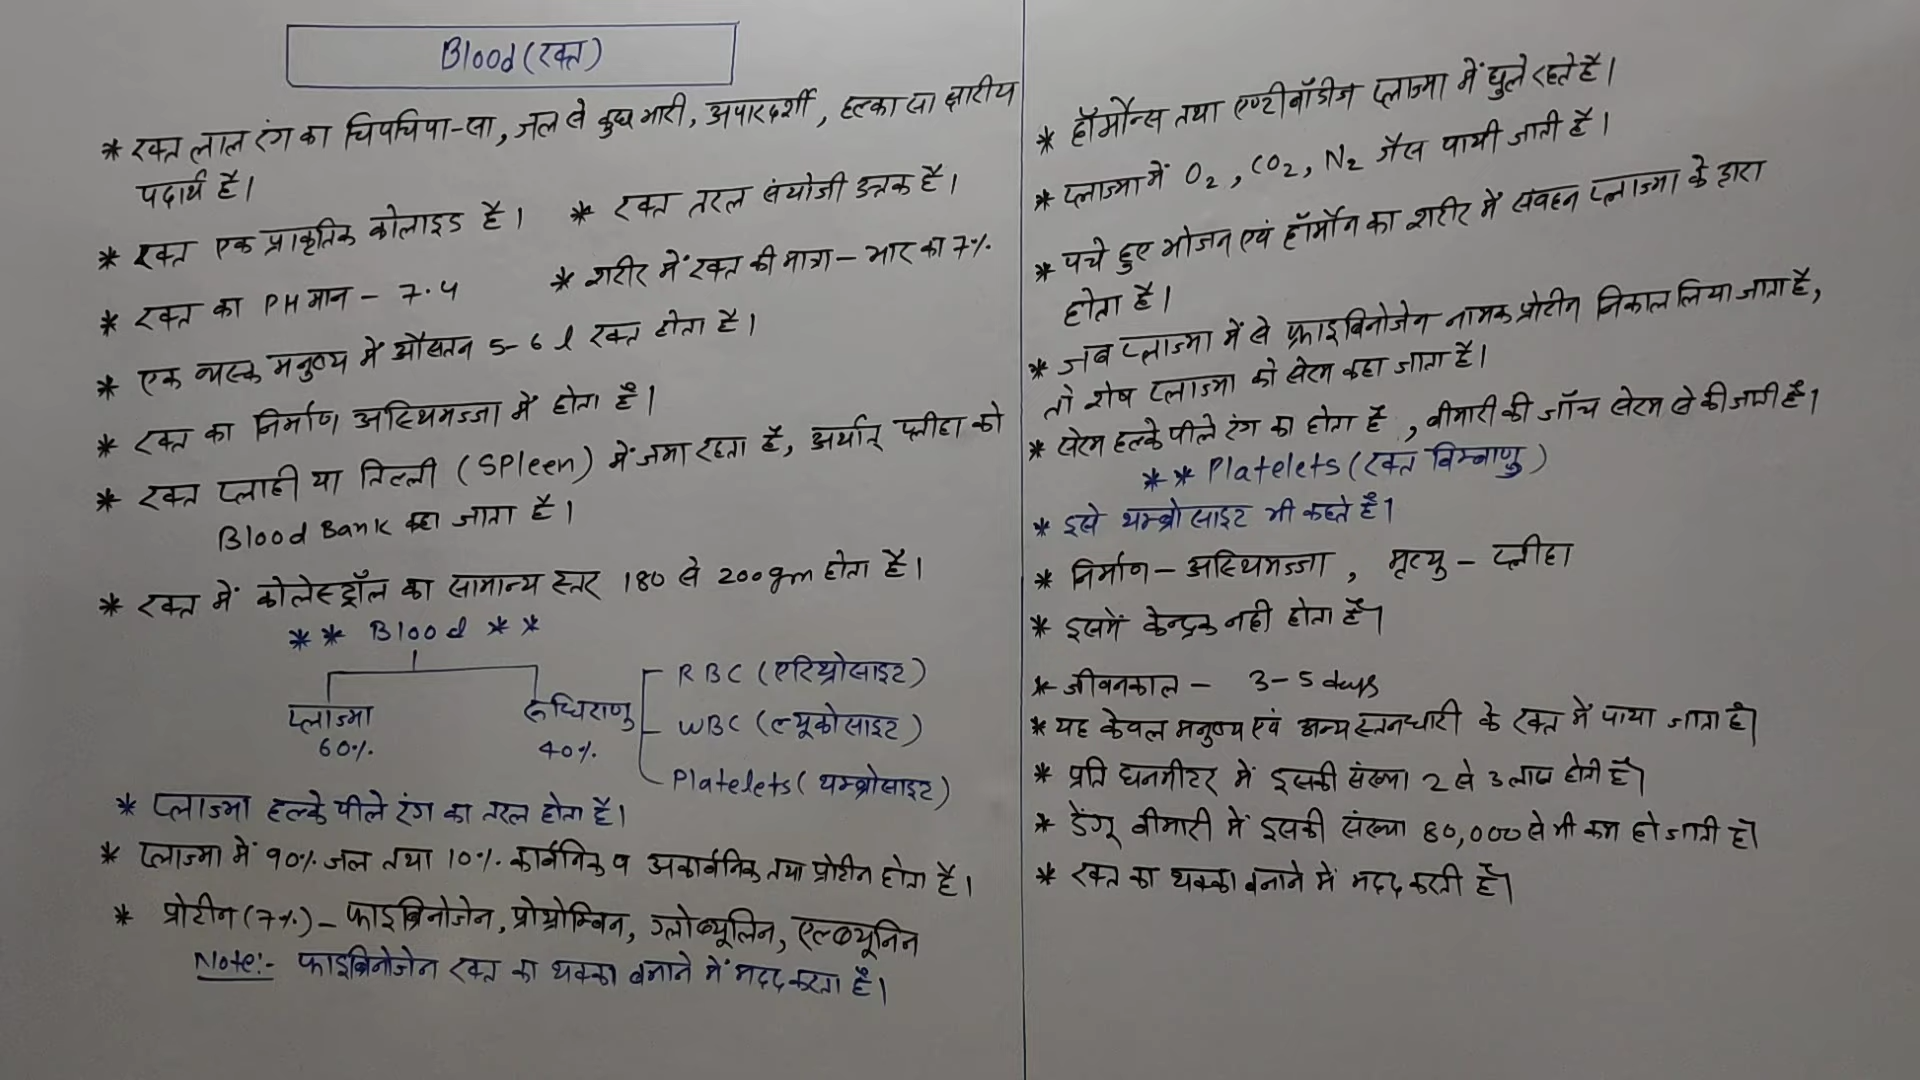 Blood (रक्त)
* रक्त लाल रंग का चिपचिपा-सा, जल से कुछ भारी, अपारदर्शी, हल्का सा क्षारीय
पदार्थ है।
* रक्त एक प्राकृतिक कोलाइड है। * रक्त तरल संयोजी उत्तक है।
* रक्त का PH मान - 7.4 * शरीर में रक्त की मात्रा - भार का 7%
* एक व्यस्क मनुष्य में औसतन 5-6 l रक्त होता है।
* रक्त का निर्माण अस्थिमज्जा में होता है।
* रक्त प्लाही या तिल्ली (Spleen) में जमा रहता है, अर्थात् प्लीहा को
Blood Bank कहा जाता है।
* रक्त में कोलेस्ट्रॉल का सामान्य स्तर 180 से 200gm होता है।
** Blood **
प्लाज्मा 60%
रूधिराणु 40%
RBC (एरिथ्रोसाइट)
WBC (ल्यूकोसाइट)
Platelets (थम्ब्रोसाइट)
* प्लाज्मा हल्के पीले रंग का तरल होता है।
* प्लाज्मा में 90% जल तथा 10% कार्बनिक व अकार्बनिक तथा प्रोटीन होता है।
* प्रोटीन (7%) - फाइब्रिनोजेन, प्रोथ्रोम्बिन, ग्लोब्यूलिन, एल्ब्यूनिन
Note:- फाइब्रिनोजेन रक्त का थक्का बनाने में मदद करता है।
* हॉर्मोन्स तथा एण्टीबॉडीज प्लाज्मा में घुले रहते है।
* प्लाज्मा में O2, CO2, N2 गैस पायी जाती है।
* पचे हुए भोजन एवं हॉर्मोन का शरीर में संवहन प्लाज्मा के द्वारा
होता है।
* जब प्लाज्मा में से फ्राइबिनोजेन नामक प्रोटीन निकाल लिया जाता है,
तो शेष प्लाज्मा को सेरम कहा जाता है।
* सेरम हल्के पीले रंग का होता है, बीमारी की जाँच सेरम से की जाती है।
** Platelets (रक्त बिम्बाणु)
* इसे थम्ब्रोसाइट भी कहते है।
* निर्माण - अस्थिमज्जा, मृत्यु - प्लीहा
* इसमें केन्द्रक नही होता है।
* जीवनकाल - 3-5 days
* यह केवल मनुष्य एवं अन्य स्तनधारी के रक्त में पाया जाता है।
* प्रति घनमीटर में इसकी संख्या 2 से 3 लाख होती है।
* डेंगू बीमारी में इसकी संख्या 80,000 से भी कम हो जाती है।
* रक्त का थक्का बनाने में मदद करती है।